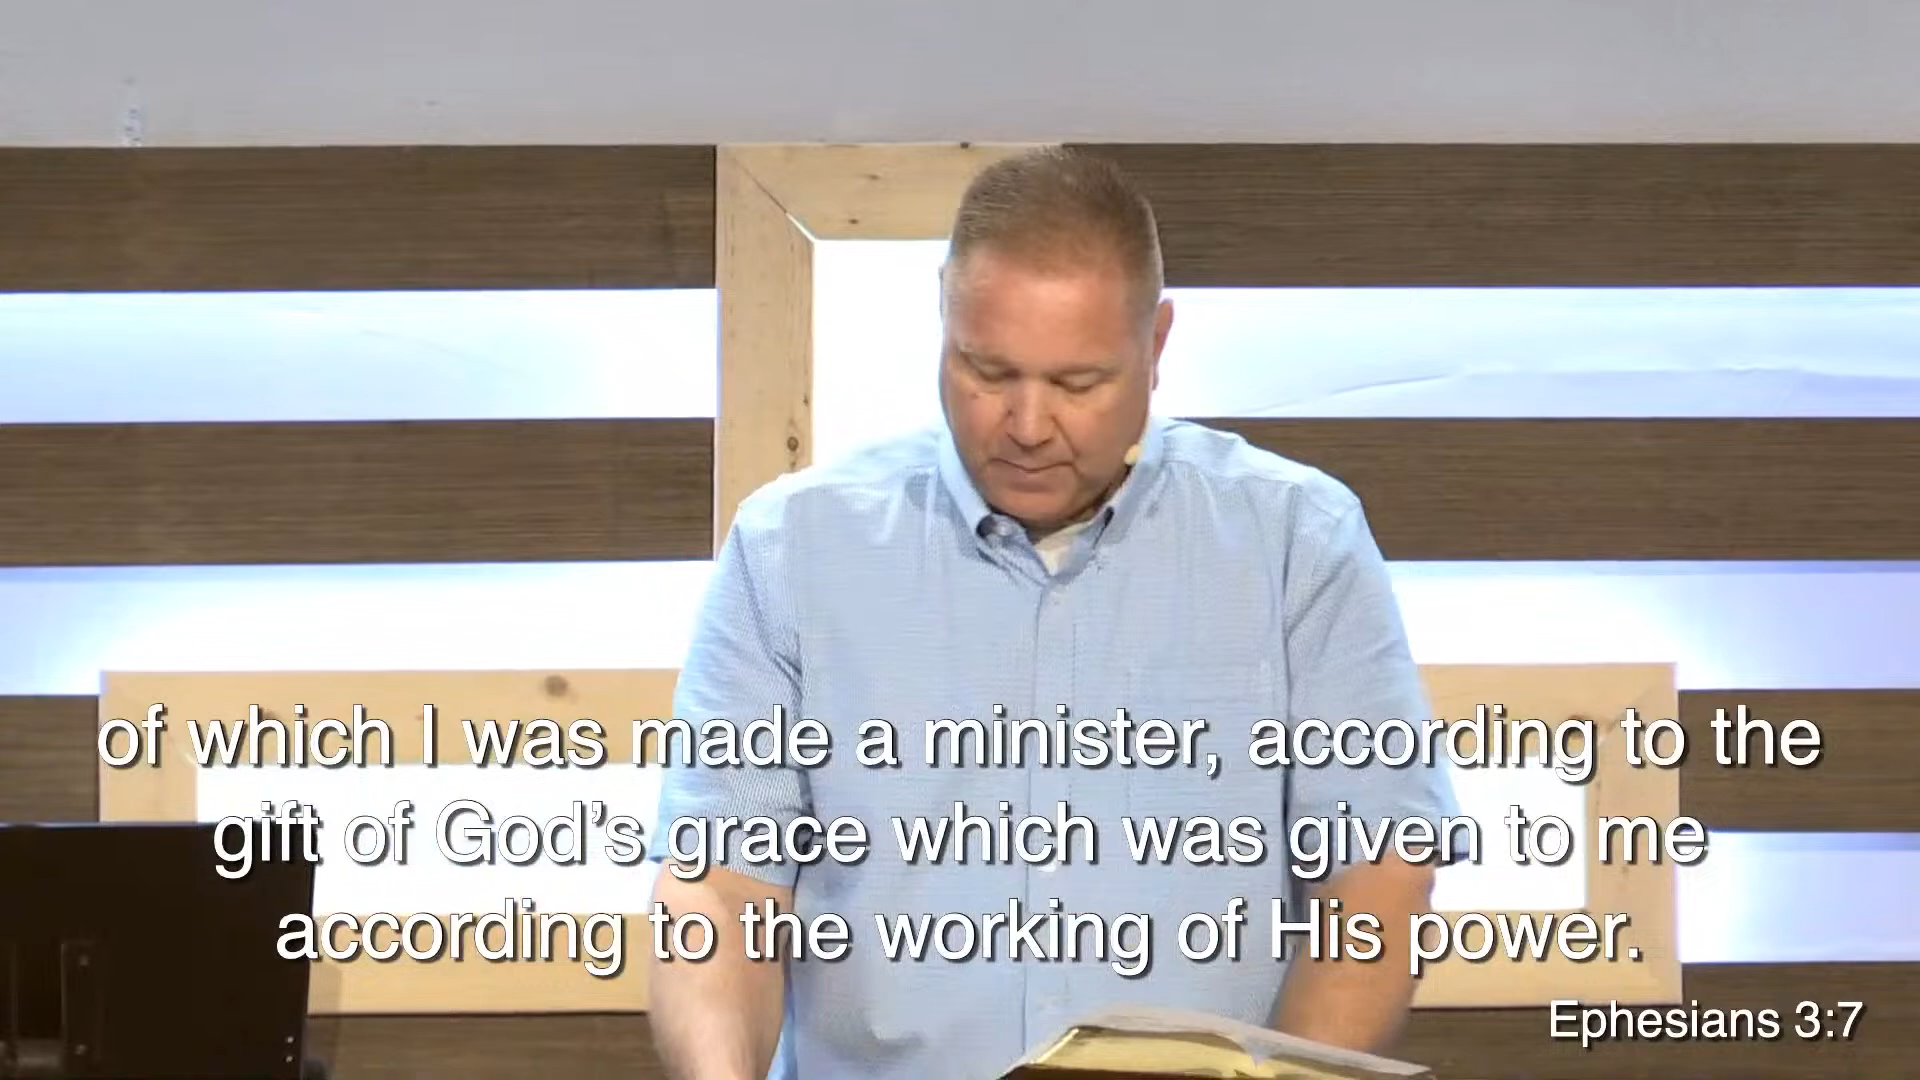 of which I was made a minister, according to the
gift of God’s grace which was given to me
according to the working of His power.
Ephesians 3:7